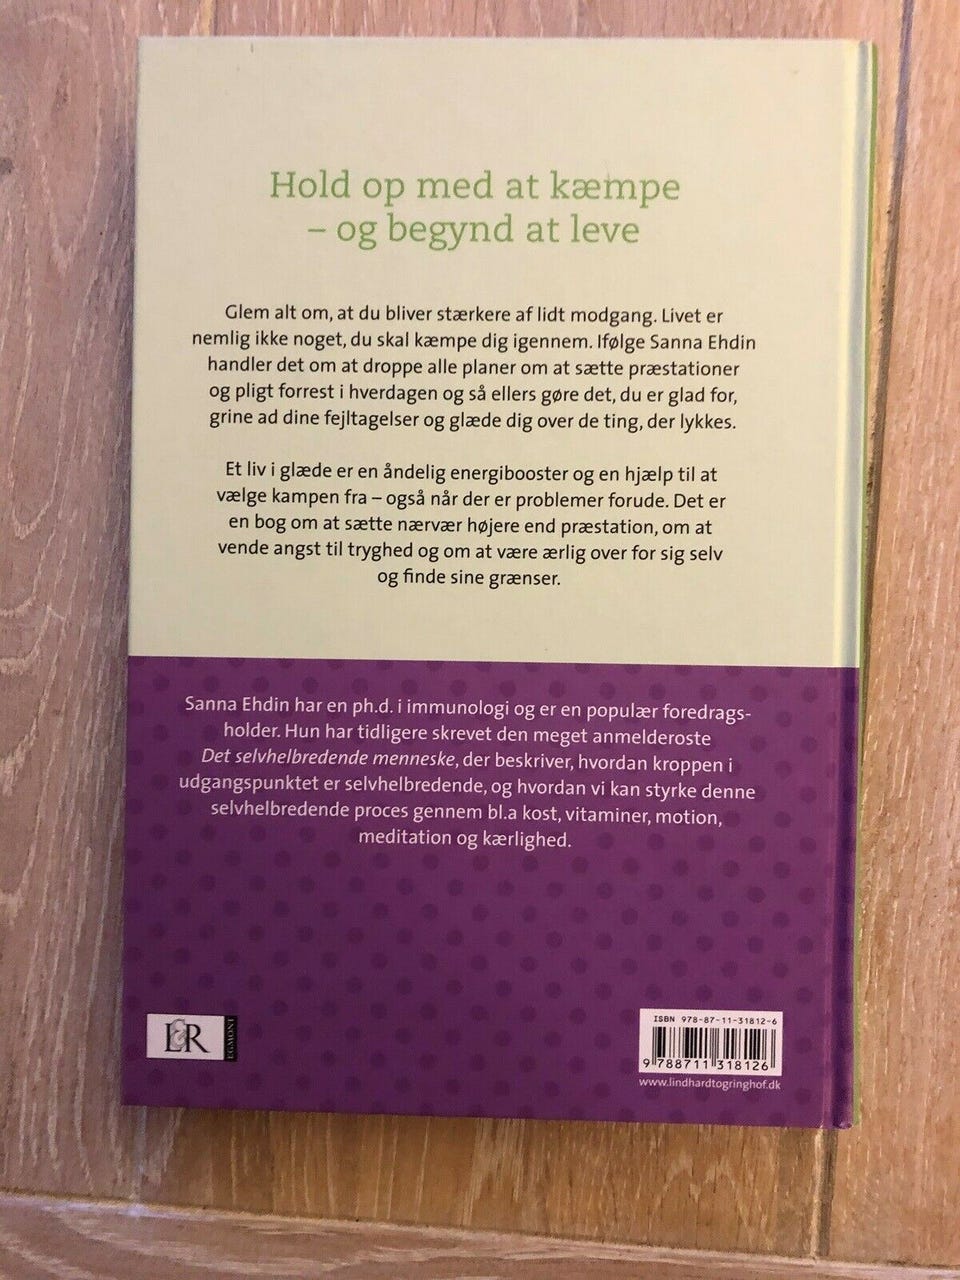 Hold op med at kæmpe
– og begynd at leve
Glem alt om, at du bliver stærkere af lidt modgang. Livet er
nemlig ikke noget, du skal kæmpe dig igennem. Ifølge Sanna Ehdin
handler det om at droppe alle planer om at sætte præstationer
og pligt forrest i hverdagen og så ellers gøre det, du er glad for,
grine ad dine fejltagelser og glæde dig over de ting, der lykkes.
Et liv i glæde er en åndelig energibooster og en hjælp til at
vælge kampen fra – også når der er problemer forude. Det er
en bog om at sætte nærvær højere end præstation, om at
vende angst til tryghed og om at være ærlig over for sig selv
og finde sine grænser.
Sanna Ehdin har en ph.d. i immunologi og er en populær foredrags-
holder. Hun har tidligere skrevet den meget anmelderoste
Det selvhelbredende menneske, der beskriver, hvordan kroppen i
udgangspunktet er selvhelbredende, og hvordan vi kan styrke denne
selvhelbredende proces gennem bl.a kost, vitaminer, motion,
meditation og kærlighed.
L&R EGMONT
ISBN 978-87-11-31812-6
9 788711 318126
www.lindhardtogringhof.dk